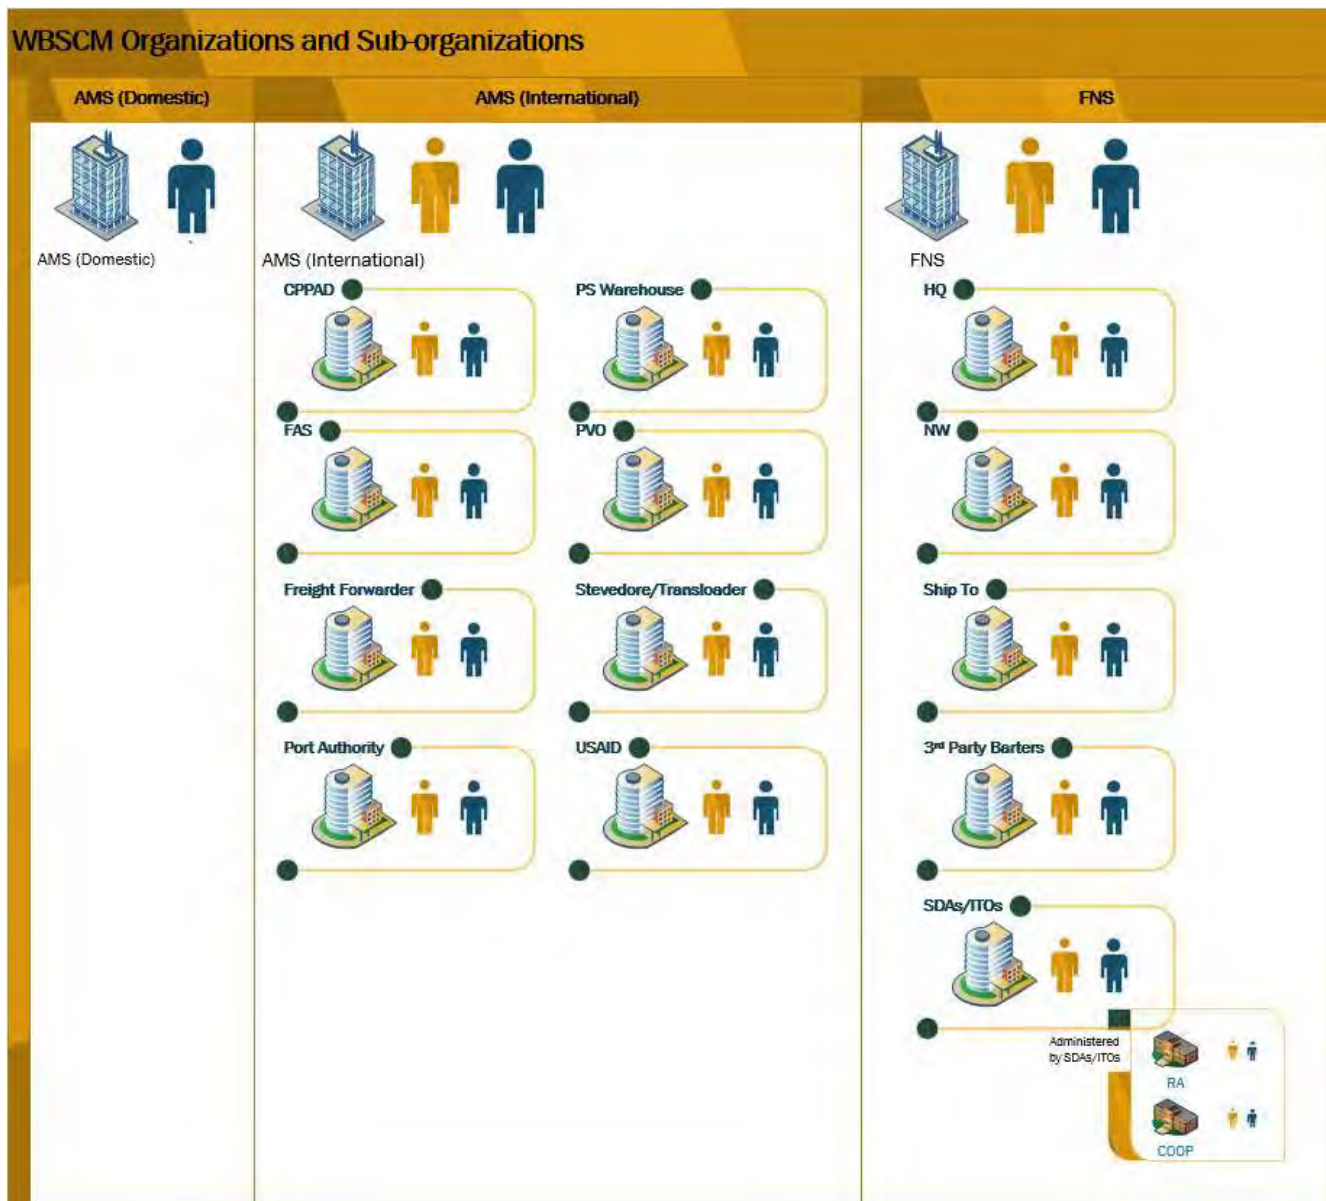 WBSCM Organizations and Sub-organizations
AMS (Domestic)
AMS (International)
FNS
AMS (Domestic)
AMS (International)
FNS
CPPAD
PS Warehouse
HQ
FAS
PVO
NW
Freight Forwarder
Stevedore/Transloader
Ship To
Port Authority
USAID
3rd Party Barters
SDAs/ITOs
Administered
by SDAs/ITOs
RA
COOP